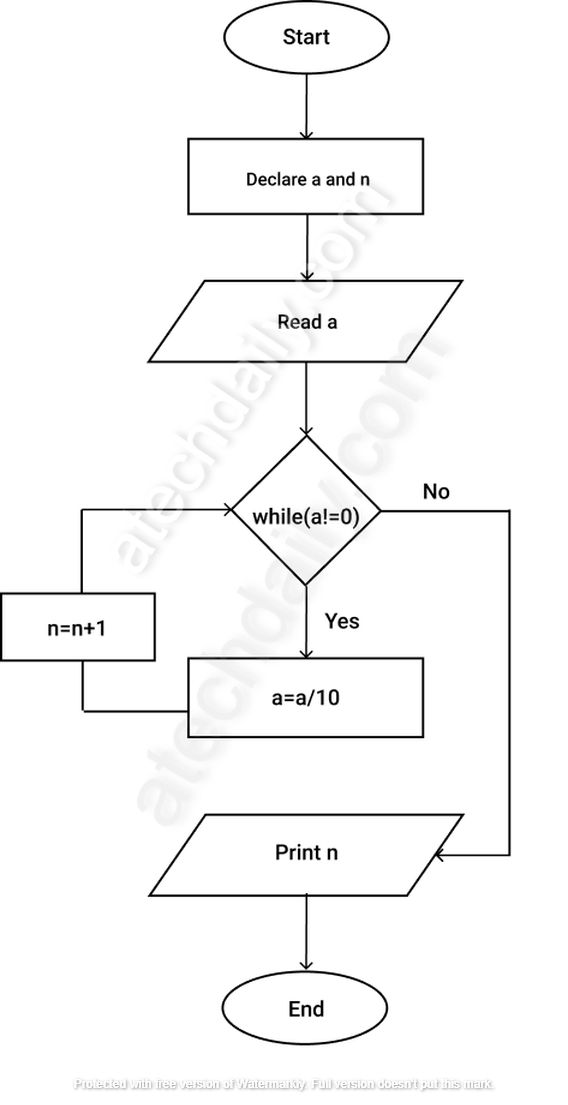 Start
Declare a and n
Read a
while(a!=0)
No
Yes
n=n+1
a=a/10
Print n
End
atechdaily.com
atechdaily.com
Protected with free version of Watermarkly. Full version doesn't put this mark.